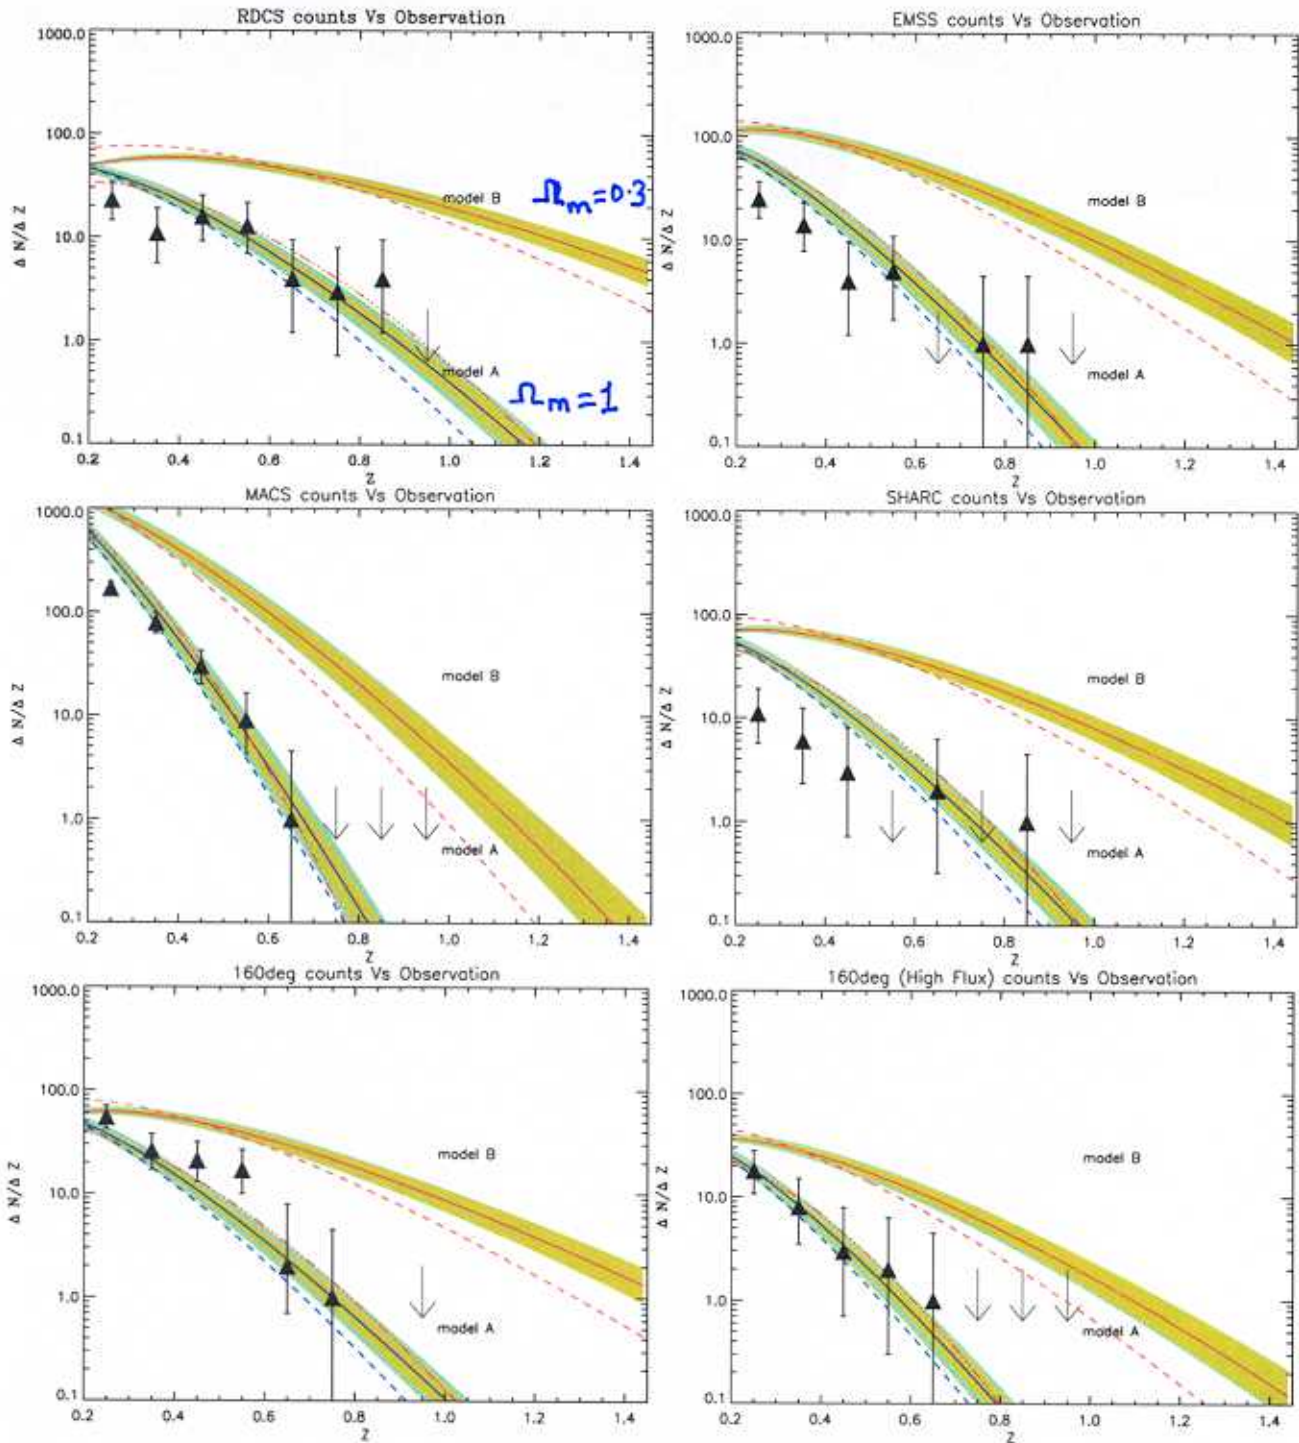 RDCS counts Vs Observation
1000.0
100.0
10.0
1.0
0.1
Δ N/Δ Z
model B
Ωm=0.3
model A
Ωm=1
0.2 0.4 0.6 0.8 1.0 1.2 1.4
Z
EMSS counts Vs Observation
1000.0
100.0
10.0
1.0
0.1
Δ N/Δ Z
model B
model A
0.2 0.4 0.6 0.8 1.0 1.2 1.4
Z
MACS counts Vs Observation
1000.0
100.0
10.0
1.0
0.1
Δ N/Δ Z
model B
model A
0.2 0.4 0.6 0.8 1.0 1.2 1.4
Z
SHARC counts Vs Observation
1000.0
100.0
10.0
1.0
0.1
Δ N/Δ Z
model B
model A
0.2 0.4 0.6 0.8 1.0 1.2 1.4
Z
160deg counts Vs Observation
1000.0
100.0
10.0
1.0
0.1
Δ N/Δ Z
model B
model A
0.2 0.4 0.6 0.8 1.0 1.2 1.4
Z
160deg (High Flux) counts Vs Observation
1000.0
100.0
10.0
1.0
0.1
Δ N/Δ Z
model B
model A
0.2 0.4 0.6 0.8 1.0 1.2 1.4
Z